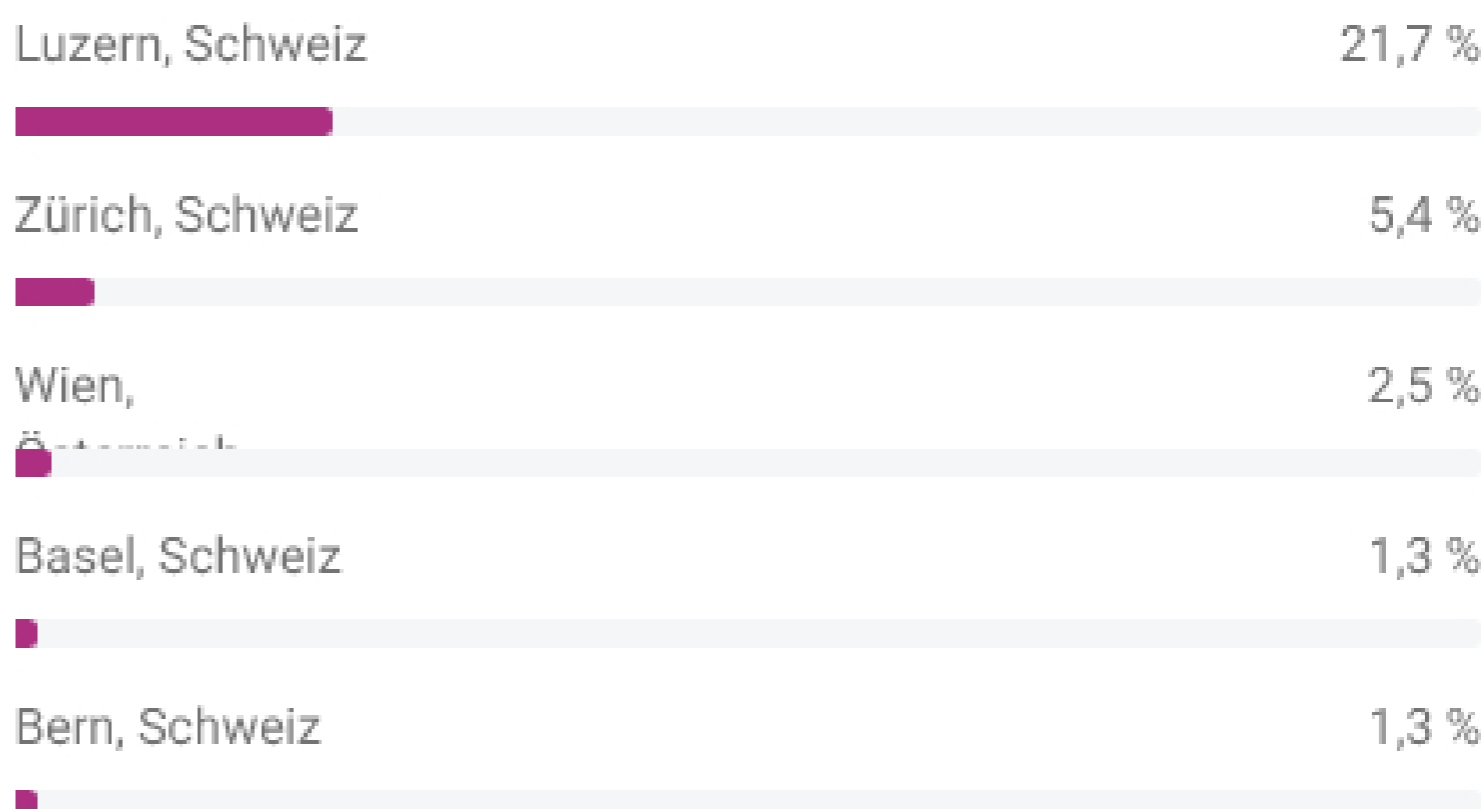 Luzern, Schweiz 21,7 %
Zürich, Schweiz 5,4 %
Wien, 2,5 %
Österreich
Basel, Schweiz 1,3 %
Bern, Schweiz 1,3 %